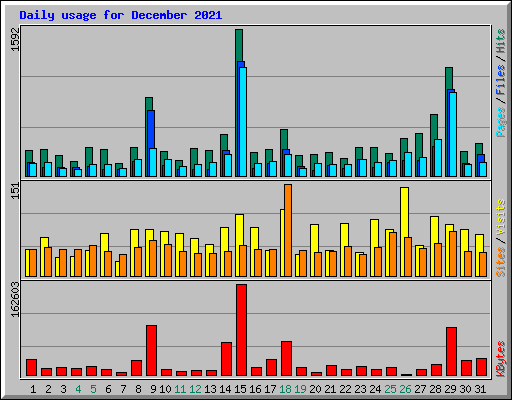 Daily usage for December 2021
1592
Pages / Files / Hits
151
Sites / Visits
162603
KBytes
1 2 3 4 5 6 7 8 9 10 11 12 13 14 15 16 17 18 19 20 21 22 23 24 25 26 27 28 29 30 31